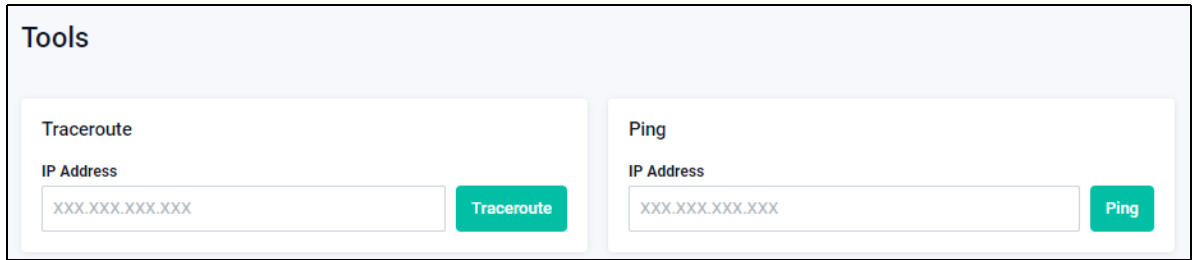 Tools
Traceroute
IP Address
XXX.XXX.XXX.XXX
Traceroute
Ping
IP Address
XXX.XXX.XXX.XXX
Ping